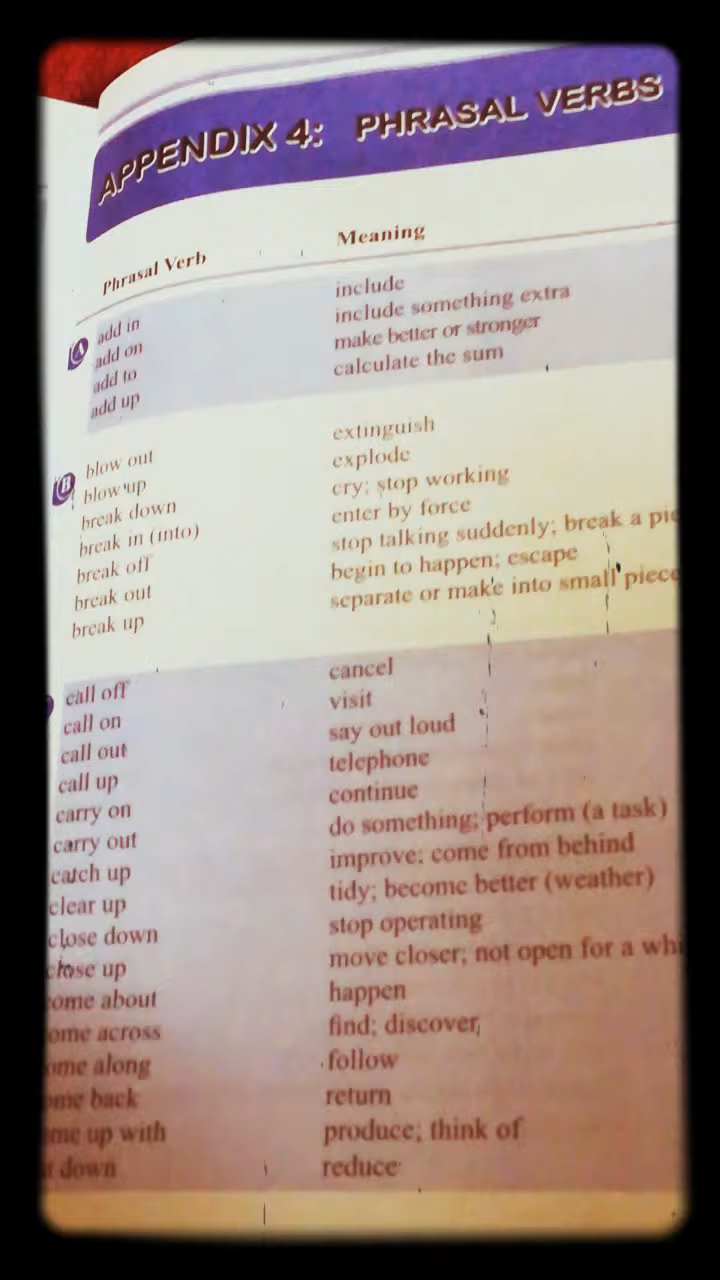 APPENDIX 4: PHRASAL VERBS
Phrasal Verb Meaning
A add in include
add on include something extra
add to make better or stronger
add up calculate the sum
B blow out extinguish
blow up explode
break down cry; stop working
break in (into) enter by force
break off stop talking suddenly; break a pie
break out begin to happen; escape
break up separate or make into small piece
call off cancel
call on visit
call out say out loud
call up telephone
carry on continue
carry out do something; perform (a task)
catch up improve; come from behind
clear up tidy; become better (weather)
close down stop operating
close up move closer; not open for a whi
ome about happen
ome across find; discover
ome along follow
me back return
me up with produce; think of
t down reduce